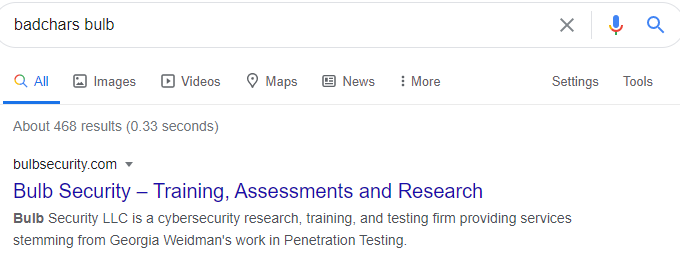 badchars bulb
All Images Videos Maps News More Settings Tools
About 468 results (0.33 seconds)
bulbsecurity.com
Bulb Security – Training, Assessments and Research
Bulb Security LLC is a cybersecurity research, training, and testing firm providing services
stemming from Georgia Weidman's work in Penetration Testing.